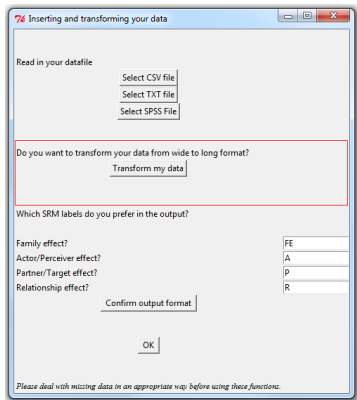 Inserting and transforming your data
Read in your datafile
Select CSV file
Select TXT file
Select SPSS File
Do you want to transform your data from wide to long format?
Transform my data
Which SRM labels do you prefer in the output?
Family effect? FE
Actor/Perceiver effect? A
Partner/Target effect? P
Relationship effect? R
Confirm output format
OK
Please deal with missing data in an appropriate way before using these functions.